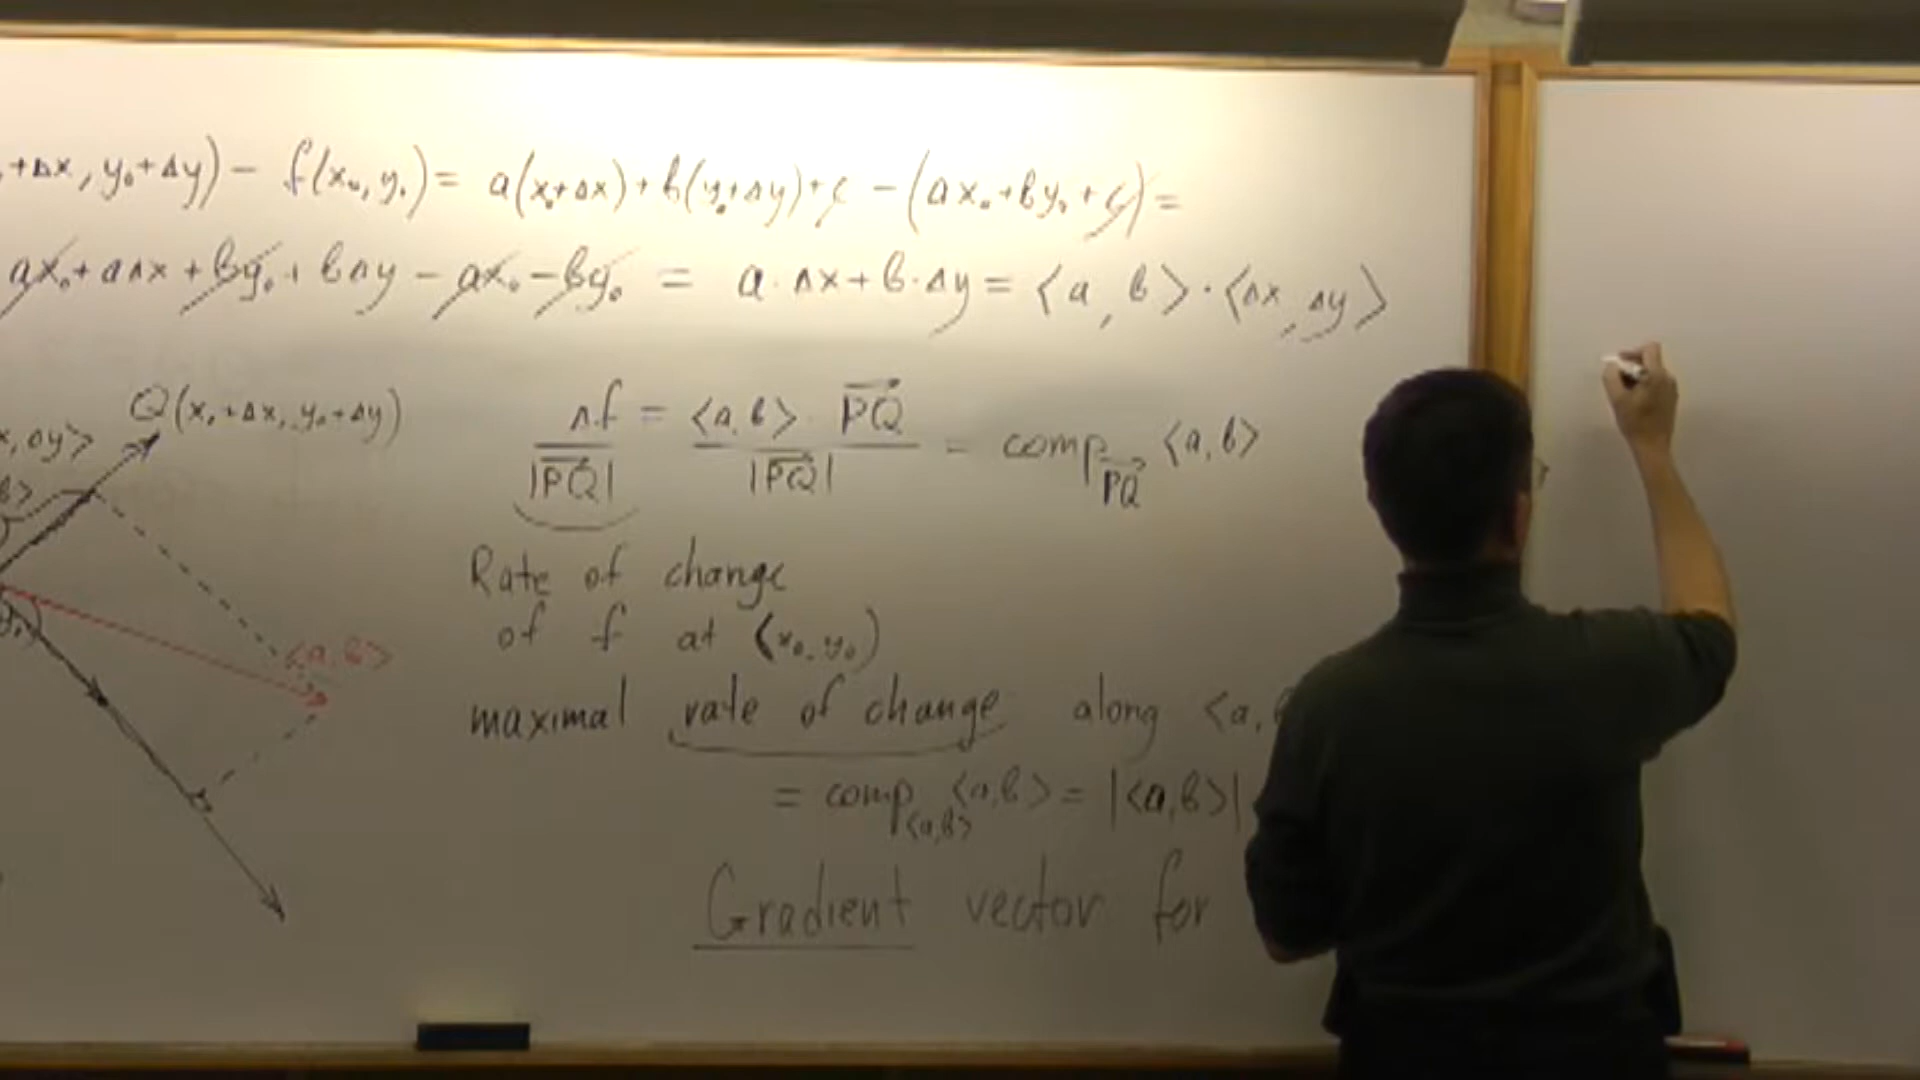 +Δx, y₀+Δy) - f(x₀, y₀) = a(x₀+Δx) + b(y₀+Δy) + c - (ax₀ + by₀ + c) =
ax₀ + aΔx + by₀ + bΔy - ax₀ - by₀ = a·Δx + b·Δy = <a, b>·<Δx, Δy>
Q(x₀+Δx, y₀+Δy)
x, Δy>
b>
<a, b>
Δf / |PQ| = <a, b>·PQ / |PQ| = comp_PQ <a, b>
Rate of change
of f at (x₀, y₀)
maximal rate of change along <a,
= comp_<a,b> <a, b> = |<a, b>|
Gradient vector for